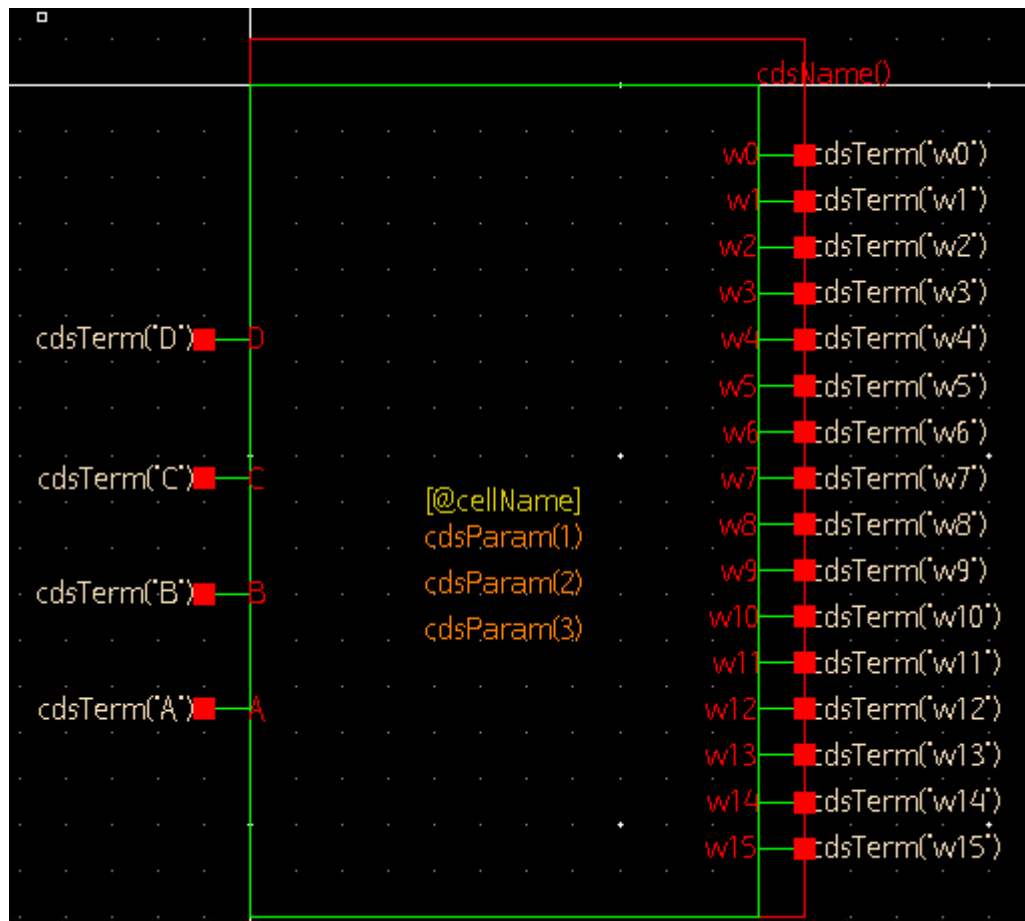 cdsName()
w0 cdsTerm("w0")
w1 cdsTerm("w1")
w2 cdsTerm("w2")
w3 cdsTerm("w3")
cdsTerm("D") D w4 cdsTerm("w4")
w5 cdsTerm("w5")
w6 cdsTerm("w6")
cdsTerm("C") C w7 cdsTerm("w7")
[@cellName]
w8 cdsTerm("w8")
cdsParam(1)
w9 cdsTerm("w9")
cdsParam(2)
cdsTerm("B") B
w10 cdsTerm("w10")
cdsParam(3)
w11 cdsTerm("w11")
cdsTerm("A") A w12 cdsTerm("w12")
w13 cdsTerm("w13")
w14 cdsTerm("w14")
w15 cdsTerm("w15")